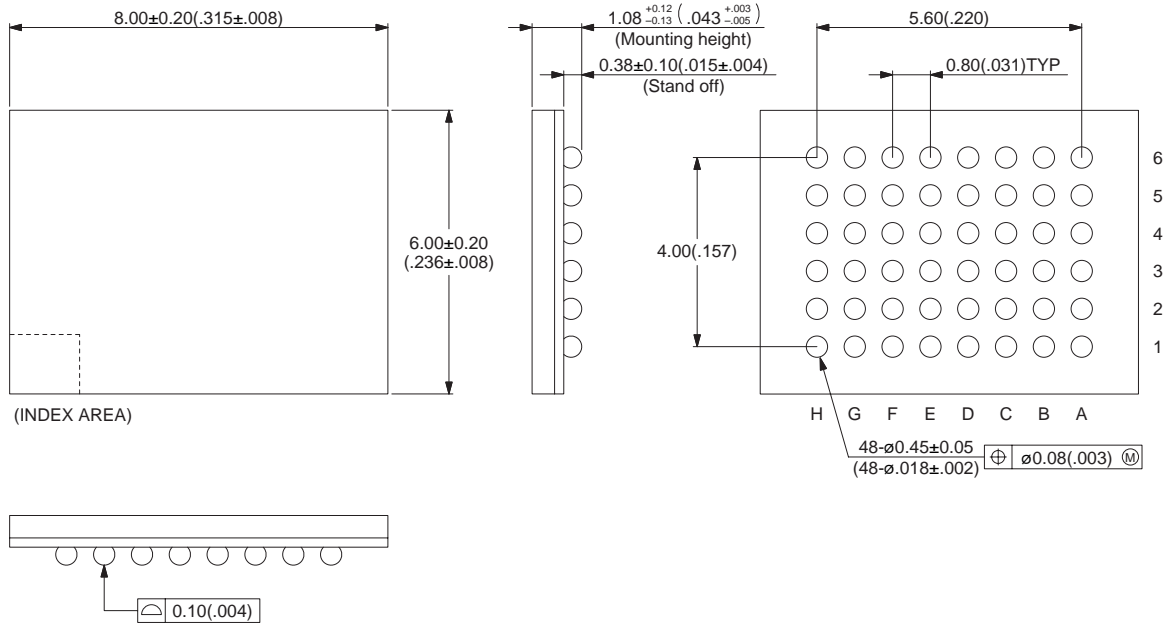 8.00±0.20(.315±.008)
1.08 +0.12 −0.13 ( .043 +.003 −.005 )
(Mounting height)
0.38±0.10(.015±.004)
(Stand off)
5.60(.220)
0.80(.031)TYP
6.00±0.20
(.236±.008)
4.00(.157)
6
5
4
3
2
1
(INDEX AREA)
H G F E D C B A
48-ø0.45±0.05
(48-ø.018±.002)
⌖ ø0.08(.003) Ⓜ
⌓ 0.10(.004)